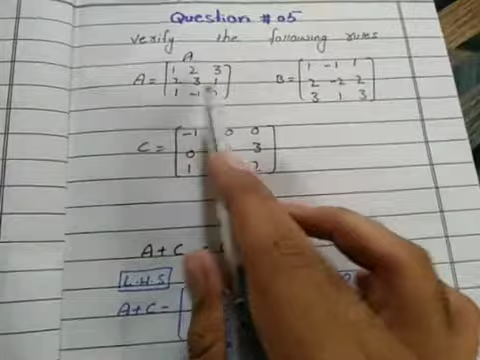 Question # 05
verify the following rules
A
A = [ 1 2 3
2 3 1
1 -1 ]
B = [ 1 -1 1
2 -2 2
3 1 3 ]
C = [ -1 0 0
0 3
1 2 ]
A+C =
L.H.S
A+C = [